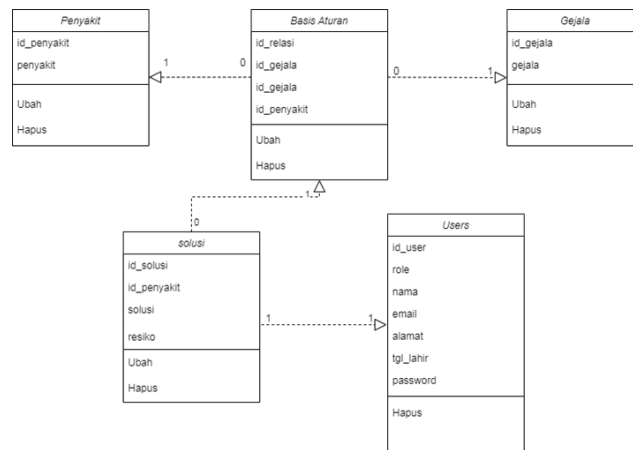 Penyakit
id_penyakit
penyakit
Ubah
Hapus
1
0
Basis Aturan
id_relasi
id_gejala
id_gejala
id_penyakit
Ubah
Hapus
0
1
Gejala
id_gejala
gejala
Ubah
Hapus
1
0
solusi
id_solusi
id_penyakit
solusi
resiko
Ubah
Hapus
1
1
Users
id_user
role
nama
email
alamat
tgl_lahir
password
Hapus